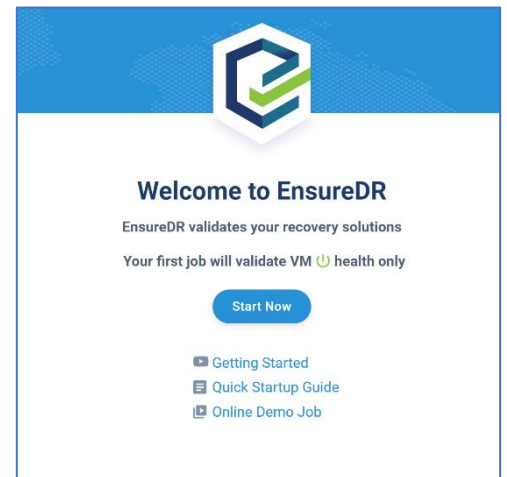 Welcome to EnsureDR
EnsureDR validates your recovery solutions
Your first job will validate VM health only
Start Now
Getting Started
Quick Startup Guide
Online Demo Job